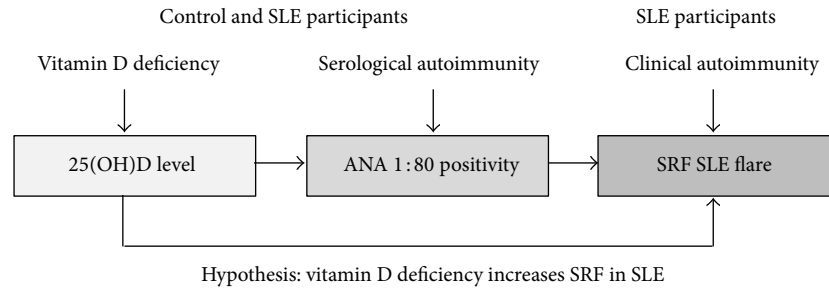 Control and SLE participants
SLE participants
Vitamin D deficiency
Serological autoimmunity
Clinical autoimmunity
25(OH)D level
ANA 1:80 positivity
SRF SLE flare
Hypothesis: vitamin D deficiency increases SRF in SLE